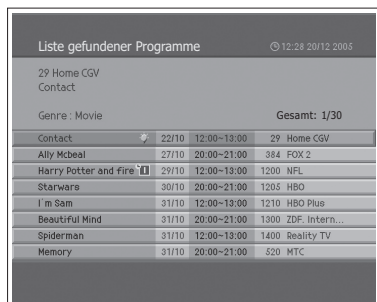 Liste gefundener Programme 12:28 20/12 2005
29 Home CGV
Contact
Genre : Movie Gesamt: 1/30
Contact 22/10 12:00~13:00 29 Home CGV
Ally Mcbeal 27/10 20:00~21:00 384 FOX 2
Harry Potter and fire 29/10 12:00~13:00 1200 NFL
Starwars 30/10 20:00~21:00 1205 HBO
I´m Sam 31/10 12:00~13:00 1210 HBO Plus
Beautiful Mind 31/10 20:00~21:00 1300 ZDF. Intern...
Spiderman 31/10 12:00~13:00 1400 Reality TV
Memory 31/10 20:00~21:00 520 MTC